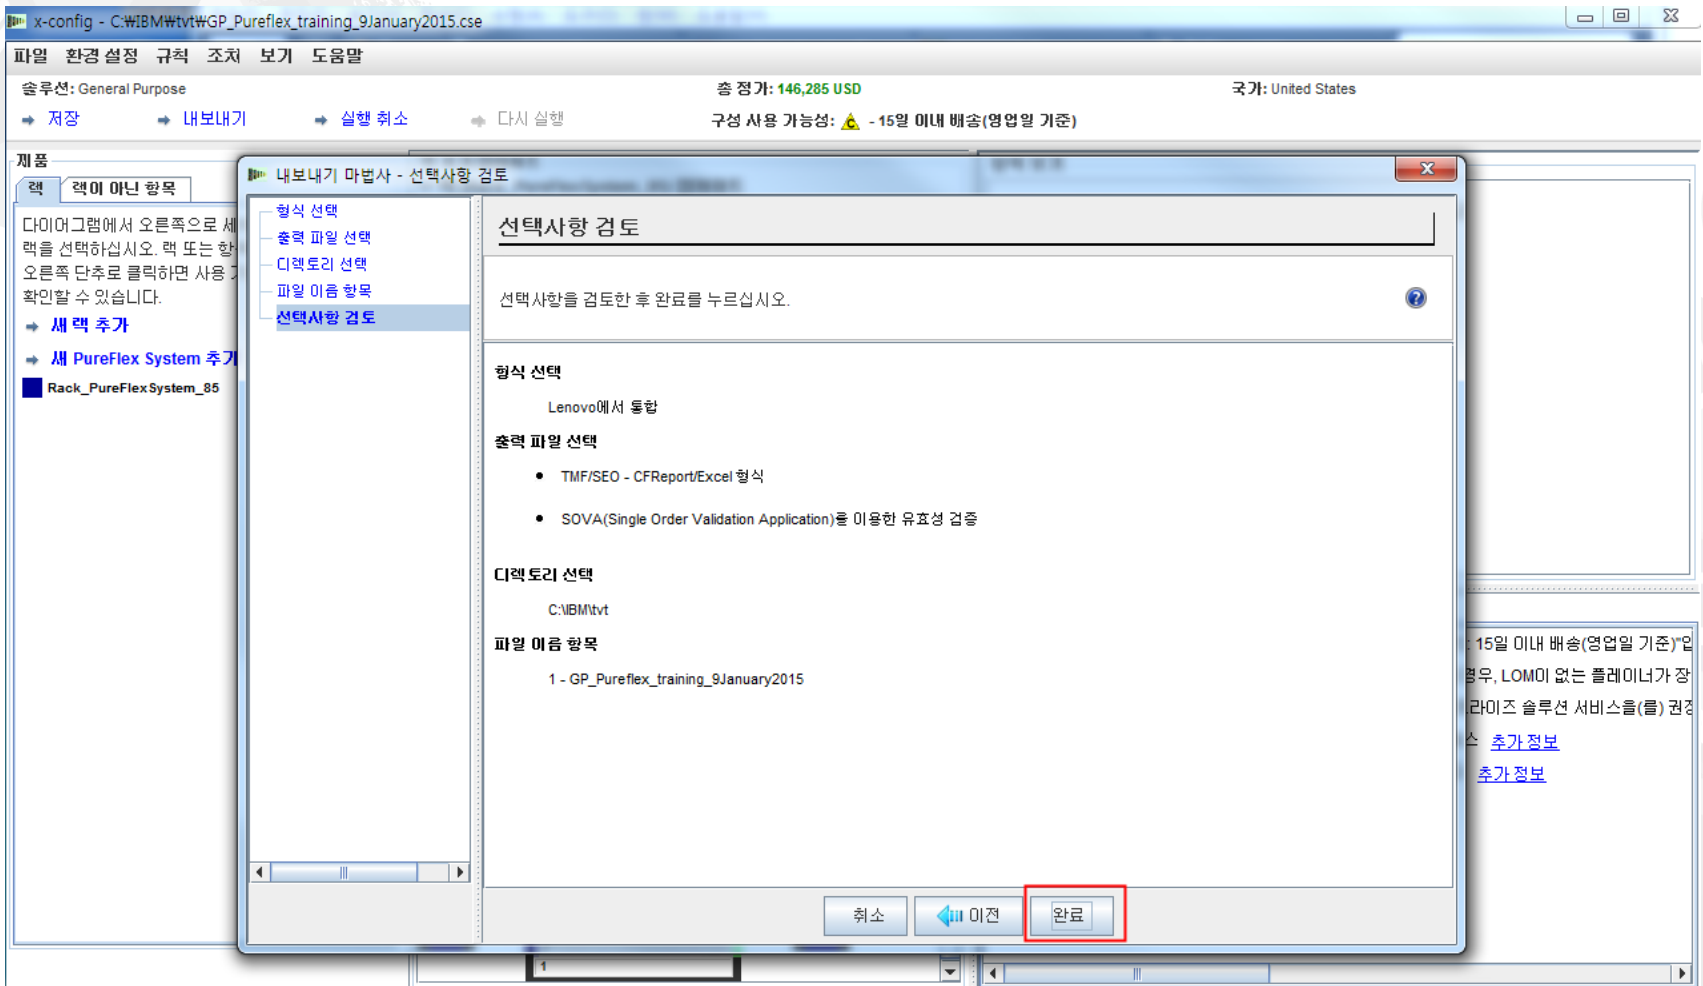 x-config - C:₩IBM₩tvt₩GP_Pureflex_training_9January2015.cse
파일 환경 설정 규칙 조처 보기 도움말
솔루션: General Purpose 총 정가: 146,285 USD 국가: United States
저장 내보내기 실행 취소 다시 실행 구성 사용 가능성: C - 15일 이내 배송(영업일 기준)
제품
랙 랙이 아닌 항목
다이어그램에서 오른쪽으로 세
랙을 선택하십시오. 랙 또는 항
오른쪽 단추로 클릭하면 사용
확인할 수 있습니다.
새 랙 추가
새 PureFlex System 추가
Rack_PureFlexSystem_85
내보내기 마법사 - 선택사항 검토
형식 선택
출력 파일 선택
디렉토리 선택
파일 이름 항목
선택사항 검토
선택사항 검토
선택사항을 검토한 후 완료를 누르십시오.
형식 선택
Lenovo에서 통합
출력 파일 선택
• TMF/SEO - CFReport/Excel 형식
• SOVA(Single Order Validation Application)를 이용한 유효성 검증
디렉토리 선택
C:\IBM\tvt
파일 이름 항목
1 - GP_Pureflex_training_9January2015
취소 이전 완료
: 15일 이내 배송(영업일 기준)"입
경우, LOM이 없는 플레이너가 장
라이즈 솔루션 서비스을(를) 권장
스 추가 정보
추가 정보
1